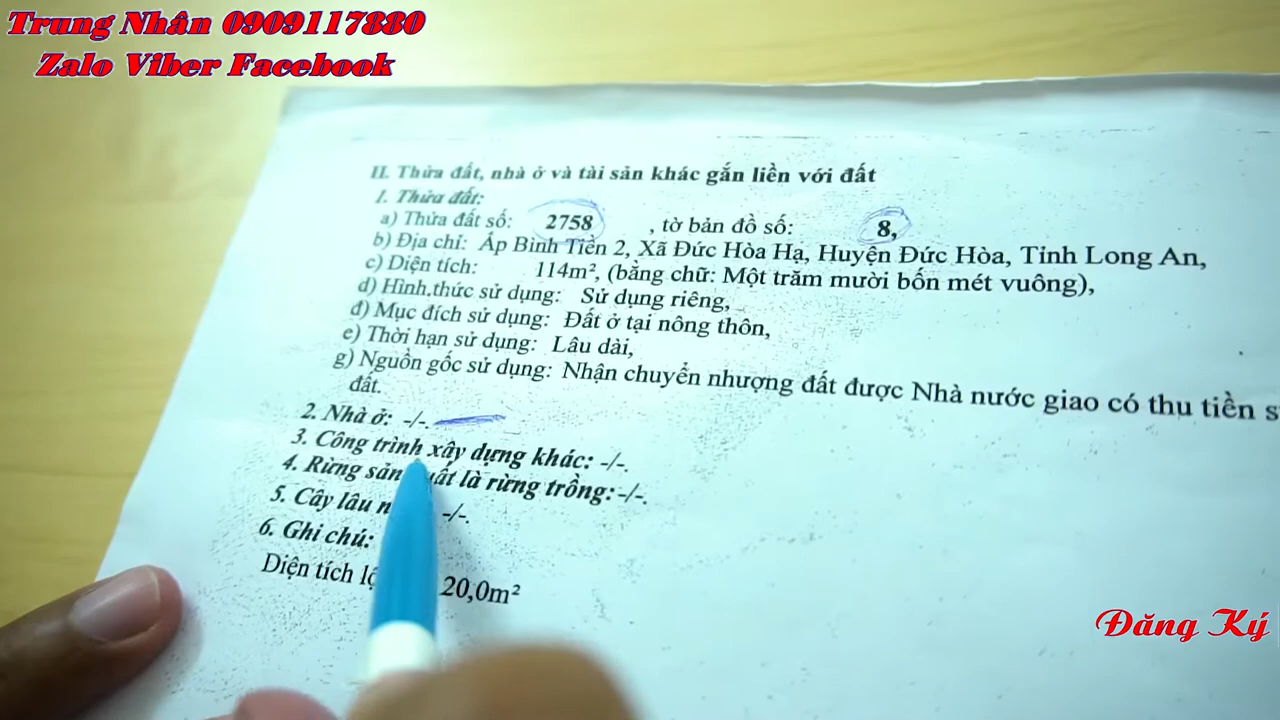 Trung Nhân 0909117880
Zalo Viber Facebook
II. Thửa đất, nhà ở và tài sản khác gắn liền với đất
1. Thửa đất:
a) Thửa đất số: 2758 , tờ bản đồ số: 8,
b) Địa chỉ: Ấp Bình Tiền 2, Xã Đức Hòa Hạ, Huyện Đức Hòa, Tỉnh Long An,
c) Diện tích: 114m², (bằng chữ: Một trăm mười bốn mét vuông),
d) Hình.thức sử dụng: Sử dụng riêng,
đ) Mục đích sử dụng: Đất ở tại nông thôn,
e) Thời hạn sử dụng: Lâu dài,
g) Nguồn gốc sử dụng: Nhận chuyển nhượng đất được Nhà nước giao có thu tiền
đất.
2. Nhà ở: -/-.
3. Công trình xây dựng khác: -/-.
4. Rừng sản là rừng trồng: -/-.
5. Cây lâu -/-.
6. Ghi chú:
Diện tích 20,0m²
Đăng Ký